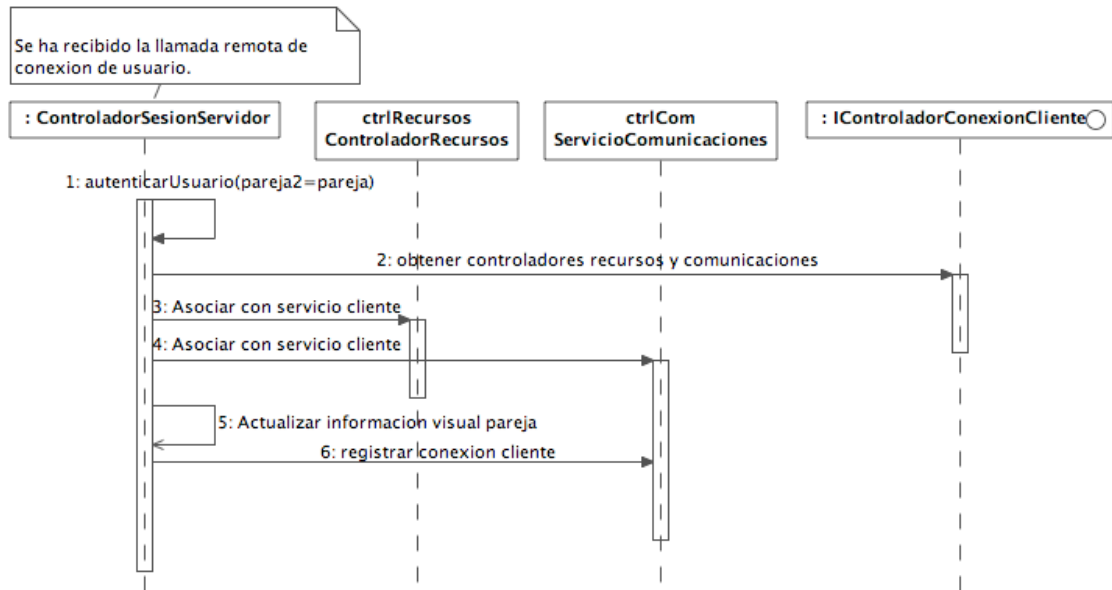 Se ha recibido la llamada remota de
conexion de usuario.
: ControladorSesionServidor
ctrlRecursos
ControladorRecursos
ctrlCom
ServicioComunicaciones
: IControladorConexionCliente
1: autenticarUsuario(pareja2=pareja)
2: obtener controladores recursos y comunicaciones
3: Asociar con servicio cliente
4: Asociar con servicio cliente
5: Actualizar informacion visual pareja
6: registrar conexion cliente